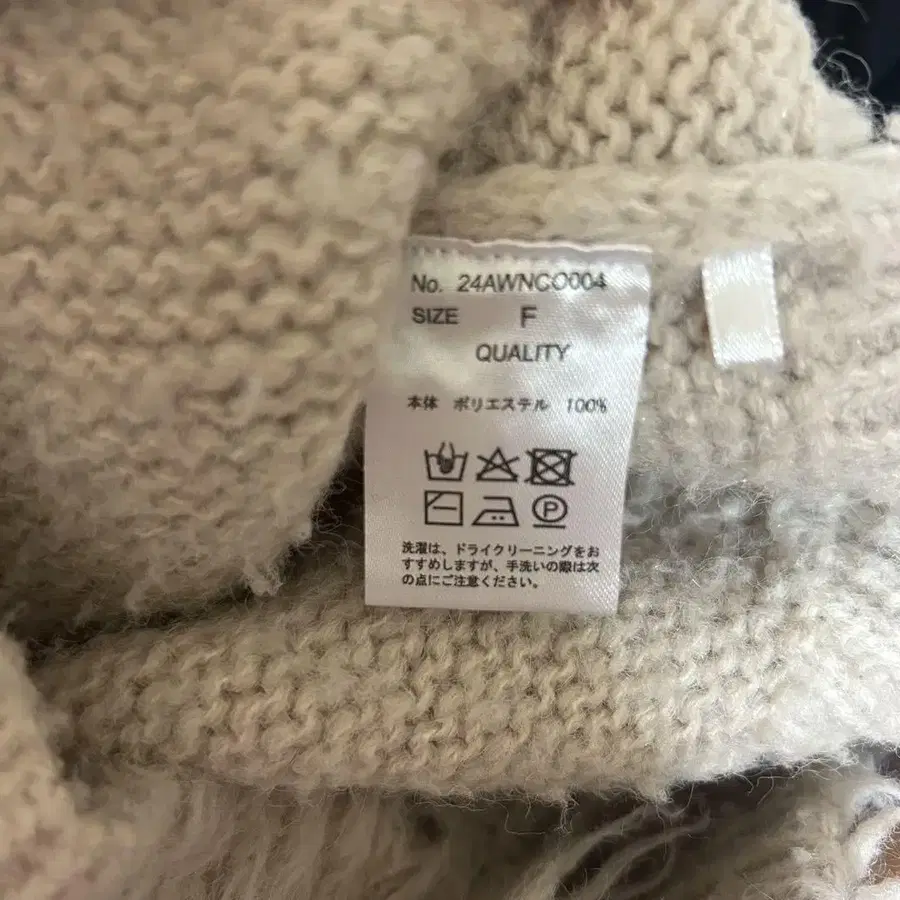 No. 24AWNCO004
SIZE F
QUALITY
本体 ポリエステル 100%
P
洗濯は、ドライクリーニングをお
すすめしますが、手洗いの際は次
の点にご注意ください。